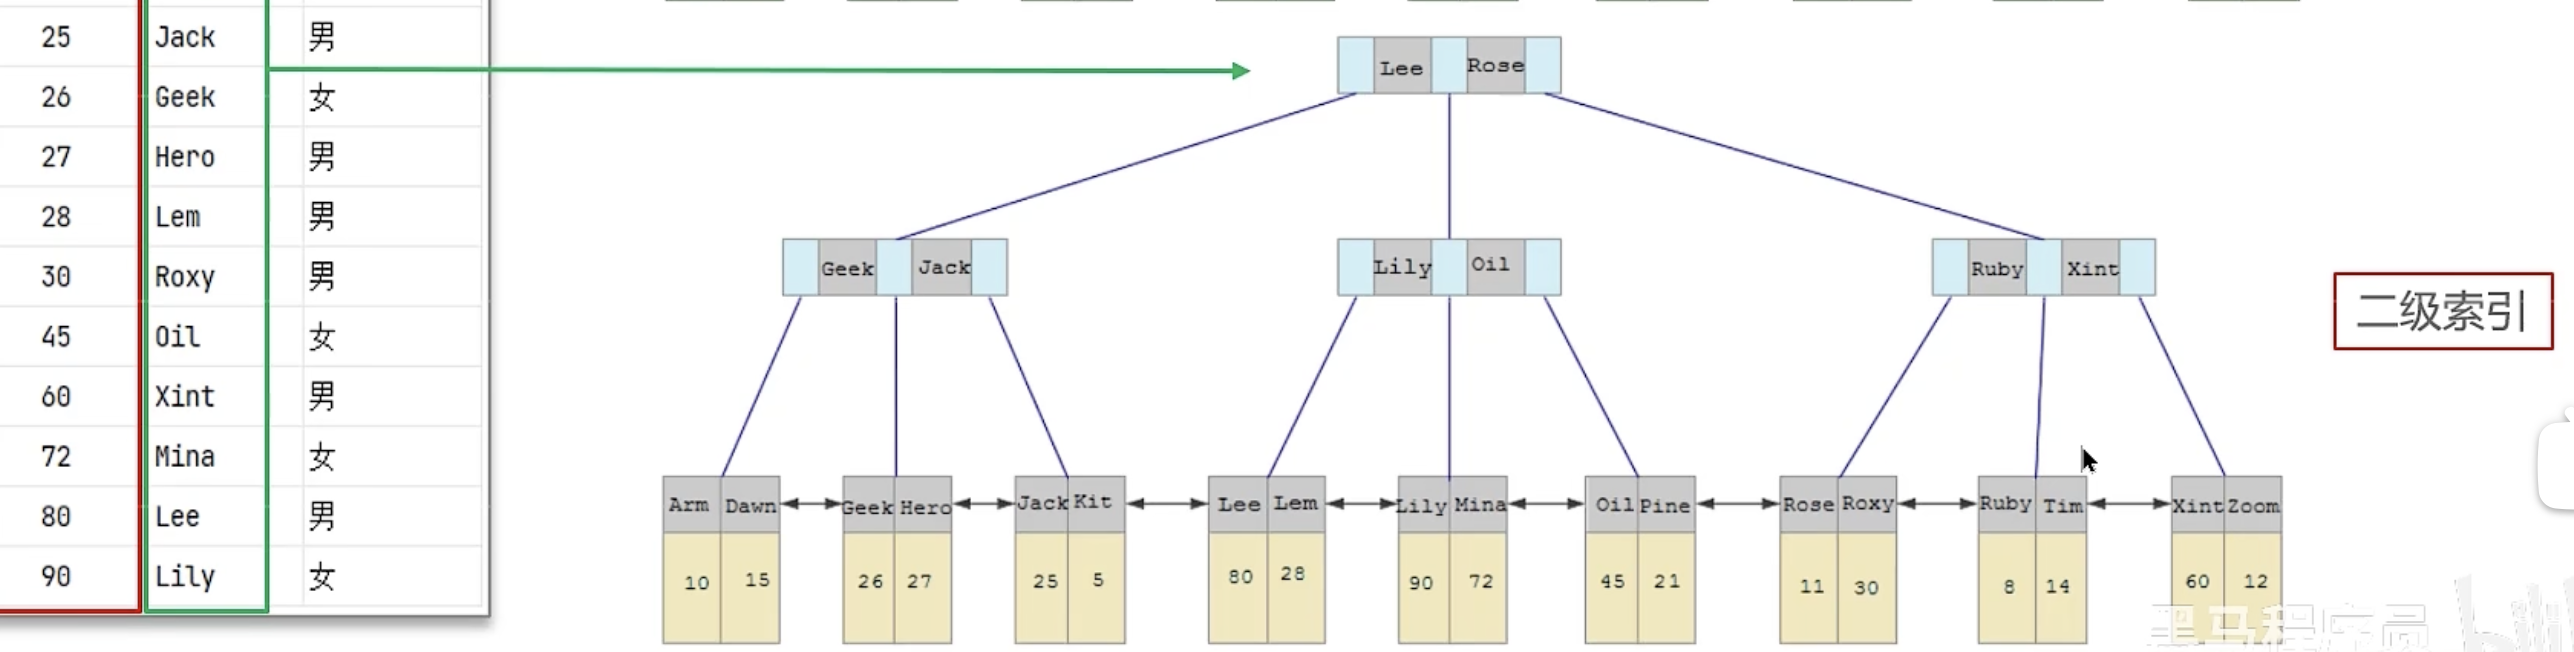 25 Jack 男
26 Geek 女
27 Hero 男
28 Lem 男
30 Roxy 男
45 Oil 女
60 Xint 男
72 Mina 女
80 Lee 男
90 Lily 女
Lee Rose
Geek Jack
Lily Oil
Ruby Xint
二级索引
Arm Dawn Geek Hero Jack Kit Lee Lem Lily Mina Oil Pine Rose Roxy Ruby Tim Xint Zoom
10 15 26 27 25 5 80 28 90 72 45 21 11 30 8 14 60 12
黑马程序员